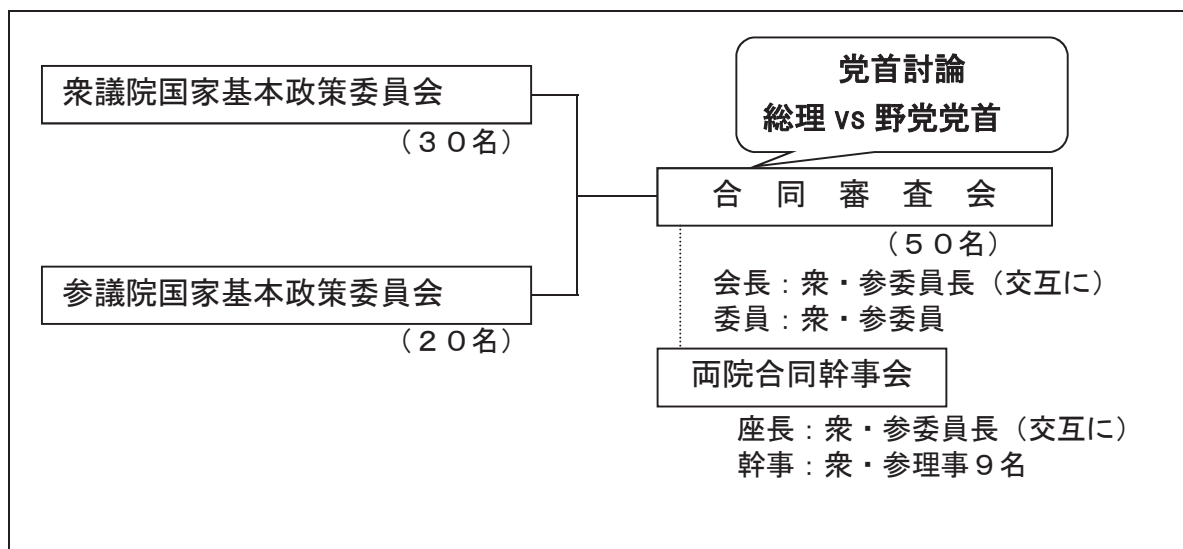 衆議院国家基本政策委員会
（３０名）
参議院国家基本政策委員会
（２０名）
党首討論
総理 vs 野党党首
合同審査会
（５０名）
会長：衆・参委員長（交互に）
委員：衆・参委員
両院合同幹事会
座長：衆・参委員長（交互に）
幹事：衆・参理事９名